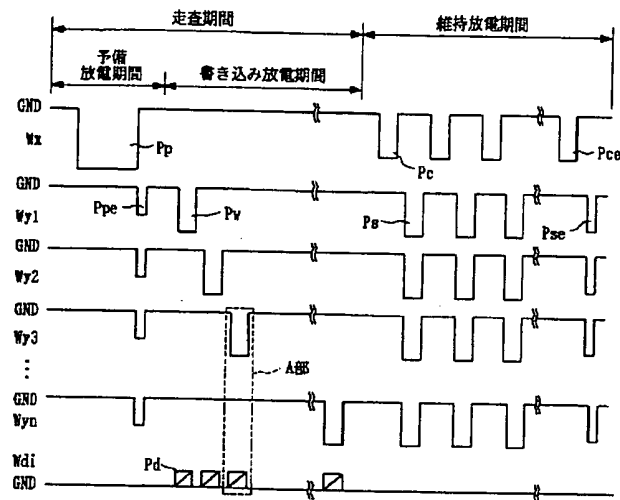 走査期間
維持放電期間
予備
放電期間
書き込み放電期間
GND
Wx
Pp
Pc
Pce
GND
Wy1
Ppe
Pw
Ps
Pse
GND
Wy2
GND
Wy3
A部
⋮
GND
Wyn
Wdi
Pd
GND